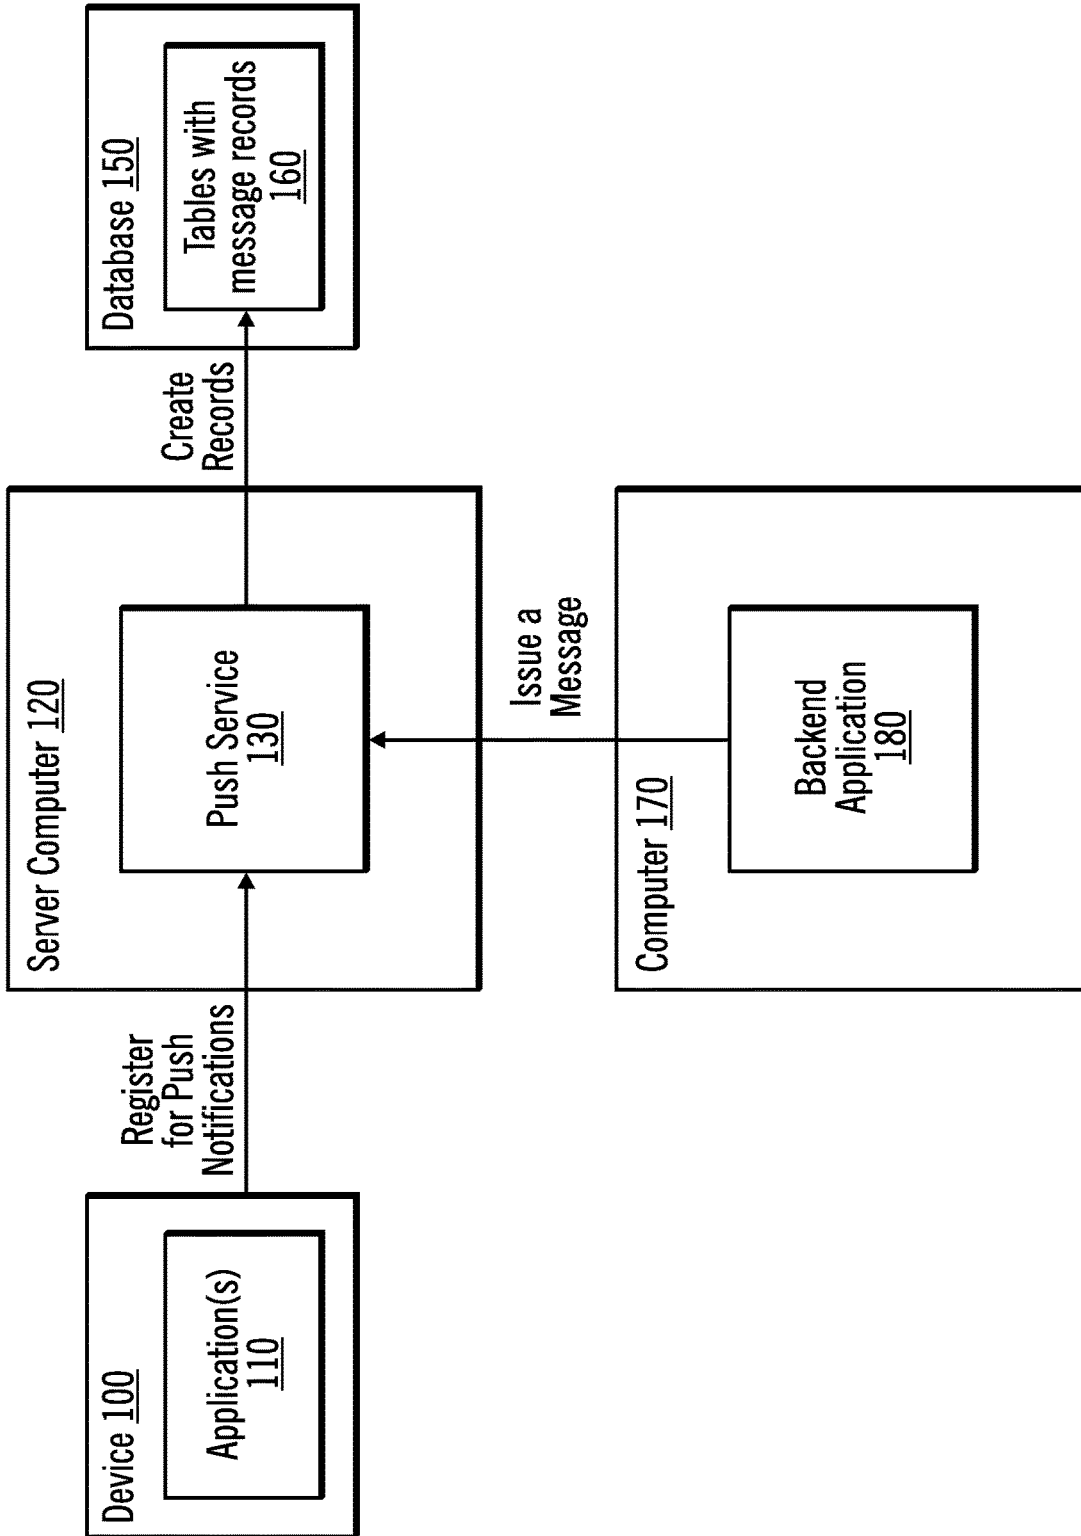 Device 100
Application(s)
110
Register
for Push
Notifications
Server Computer 120
Push Service
130
Create
Records
Database 150
Tables with
message records
160
Issue a
Message
Computer 170
Backend
Application
180